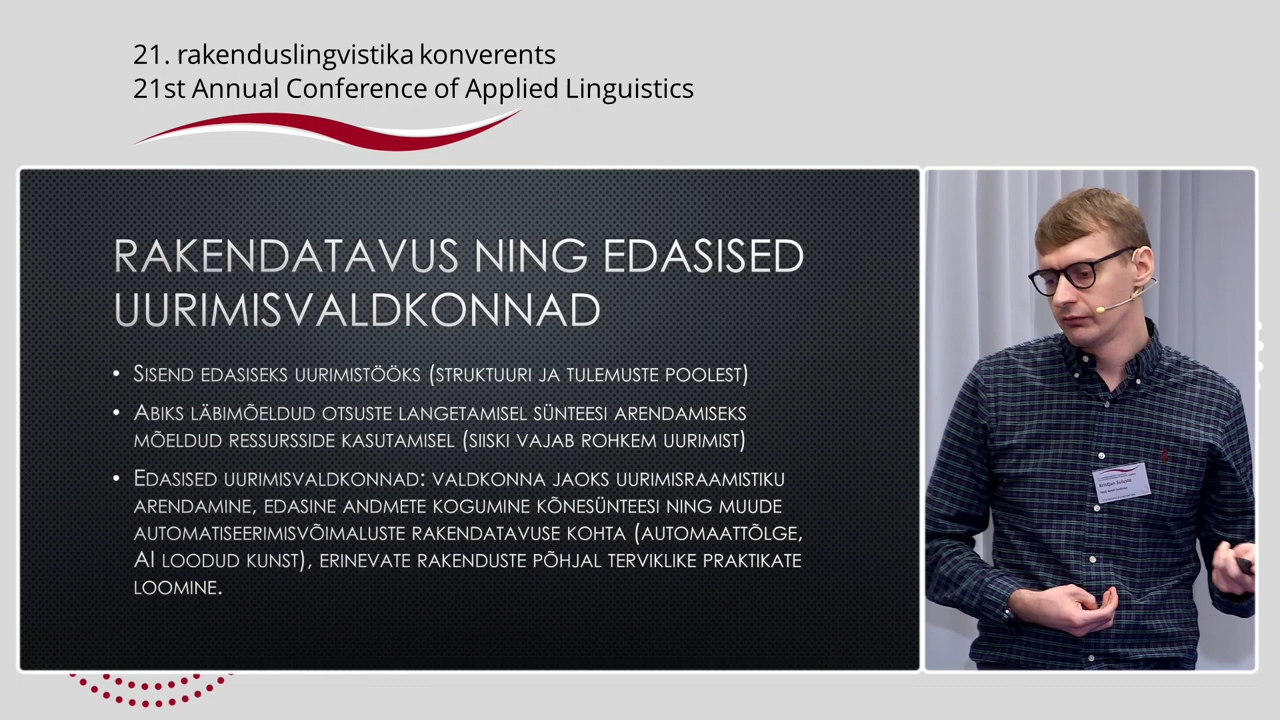 21. rakenduslingvistika konverents
21st Annual Conference of Applied Linguistics
RAKENDATAVUS NING EDASISED
UURIMISVALDKONNAD
• SISEND EDASISEKS UURIMISTÖÖKS (STRUKTUURI JA TULEMUSTE POOLEST)
• ABIKS LÄBIMÕELDUD OTSUSTE LANGETAMISEL SÜNTEESI ARENDAMISEKS
MÕELDUD RESSURSSIDE KASUTAMISEL (SIISKI VAJAB ROHKEM UURIMIST)
• EDASISED UURIMISVALDKONNAD: VALDKONNA JAOKS UURIMISRAAMISTIKU
ARENDAMINE, EDASINE ANDMETE KOGUMINE KÕNESÜNTEESI NING MUUDE
AUTOMATISEERIMISVÕIMALUSTE RAKENDATAVUSE KOHTA (AUTOMAATTÕLGE,
AI LOODUD KUNST), ERINEVATE RAKENDUSTE PÕHJAL TERVIKLIKE PRAKTIKATE
LOOMINE.
Kristjan